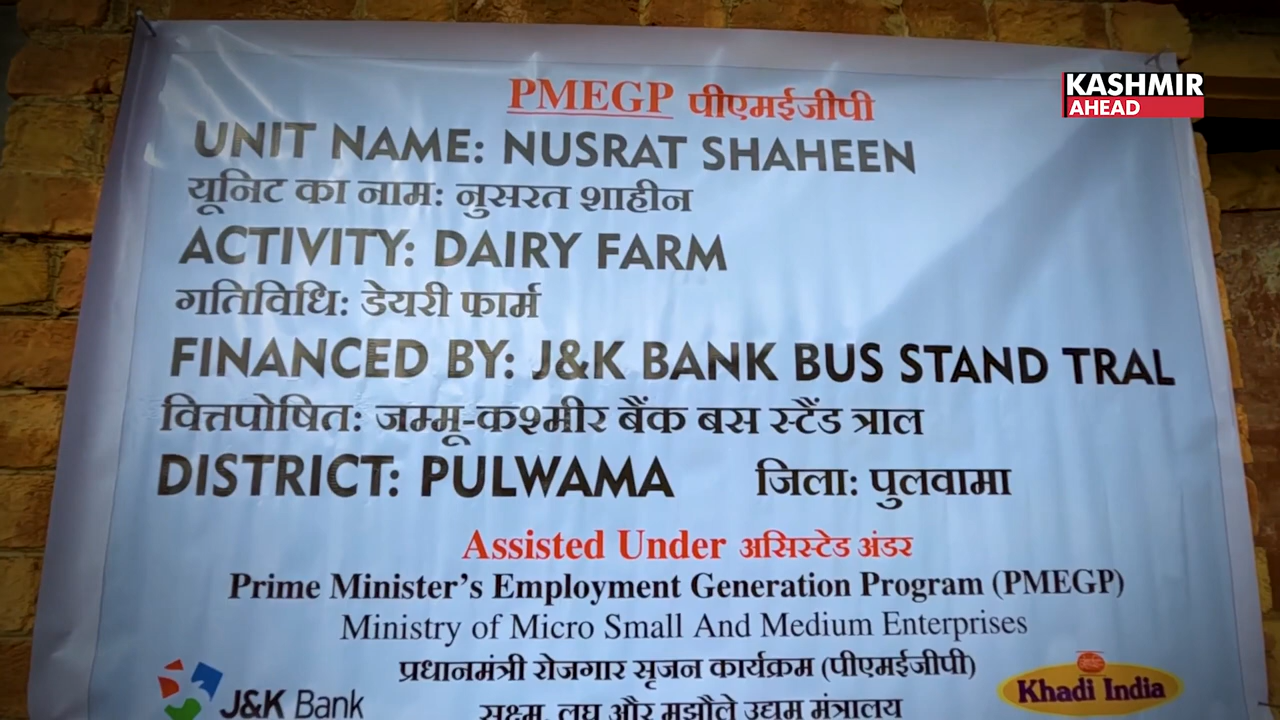 PMEGP पीएमईजीपी
KASHMIR
AHEAD
UNIT NAME: NUSRAT SHAHEEN
यूनिट का नाम: नुसरत शाहीन
ACTIVITY: DAIRY FARM
गतिविधि: डेयरी फार्म
FINANCED BY: J&K BANK BUS STAND TRAL
वित्तपोषित: जम्मू-कश्मीर बैंक बस स्टैंड त्राल
DISTRICT: PULWAMA जिला: पुलवामा
Assisted Under असिस्टेड अंडर
Prime Minister's Employment Generation Program (PMEGP)
Ministry of Micro Small And Medium Enterprises
प्रधानमंत्री रोजगार सृजन कार्यक्रम (पीएमईजीपी)
J&K Bank
सूक्ष्म, लघु और मझौले उद्यम मंत्रालय
Khadi India